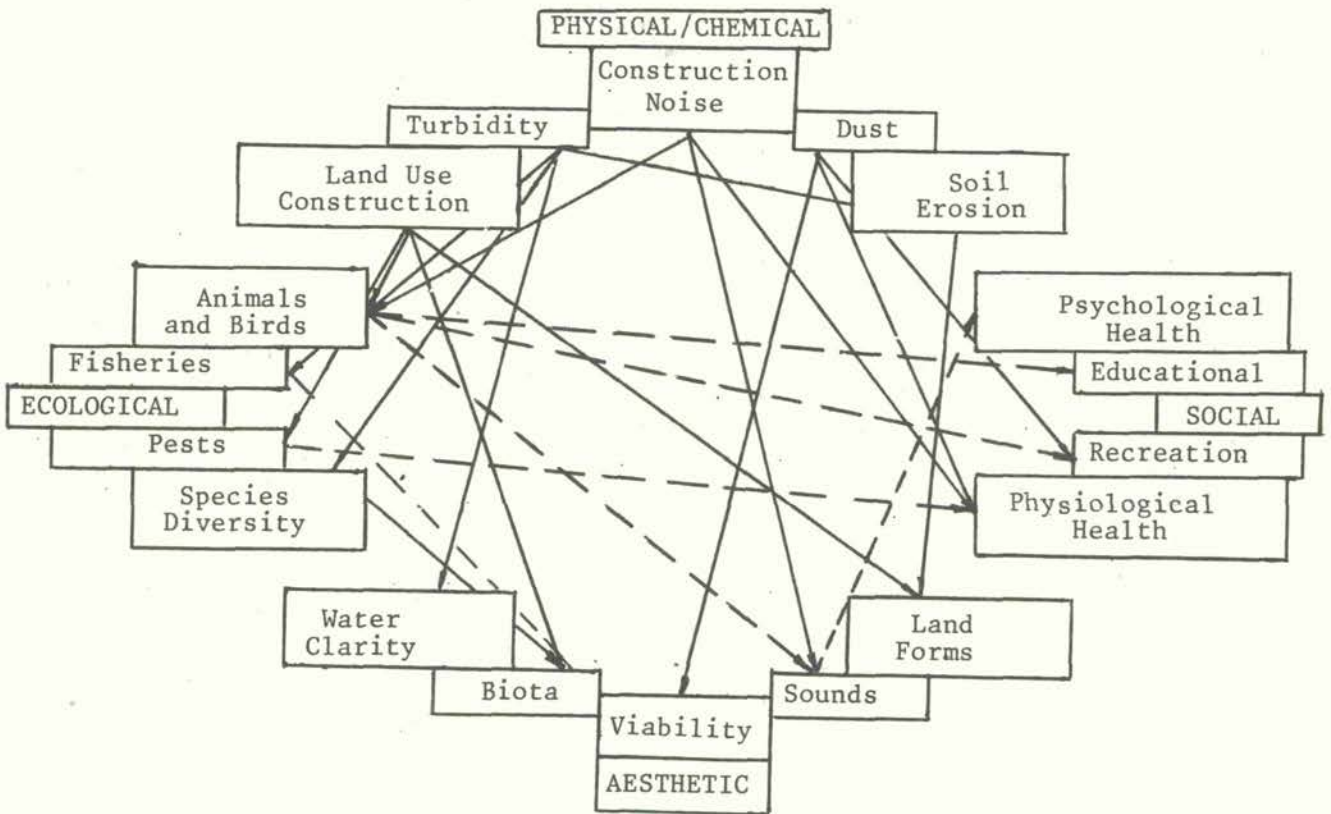 PHYSICAL/CHEMICAL
Construction
Noise
Turbidity
Dust
Land Use
Construction
Soil
Erosion
Animals
and Birds
Psychological
Health
Fisheries
Educational
ECOLOGICAL
SOCIAL
Pests
Recreation
Species
Diversity
Physiological
Health
Water
Clarity
Land
Forms
Biota
Sounds
Viability
AESTHETIC